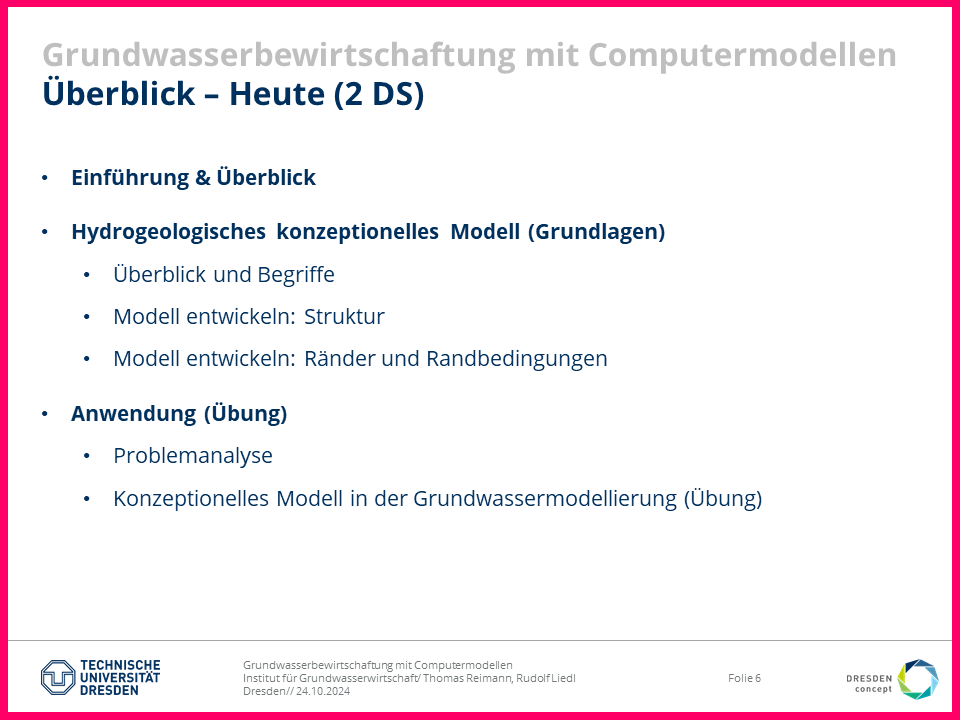 Grundwasserbewirtschaftung mit Computermodellen
Überblick – Heute (2 DS)
• Einführung & Überblick
• Hydrogeologisches konzeptionelles Modell (Grundlagen)
• Überblick und Begriffe
• Modell entwickeln: Struktur
• Modell entwickeln: Ränder und Randbedingungen
• Anwendung (Übung)
• Problemanalyse
• Konzeptionelles Modell in der Grundwassermodellierung (Übung)
TECHNISCHE
UNIVERSITÄT
DRESDEN
Grundwasserbewirtschaftung mit Computermodellen
Institut für Grundwasserwirtschaft/ Thomas Reimann, Rudolf Liedl
Dresden// 24.10.2024
Folie 6
DRESDEN
concept